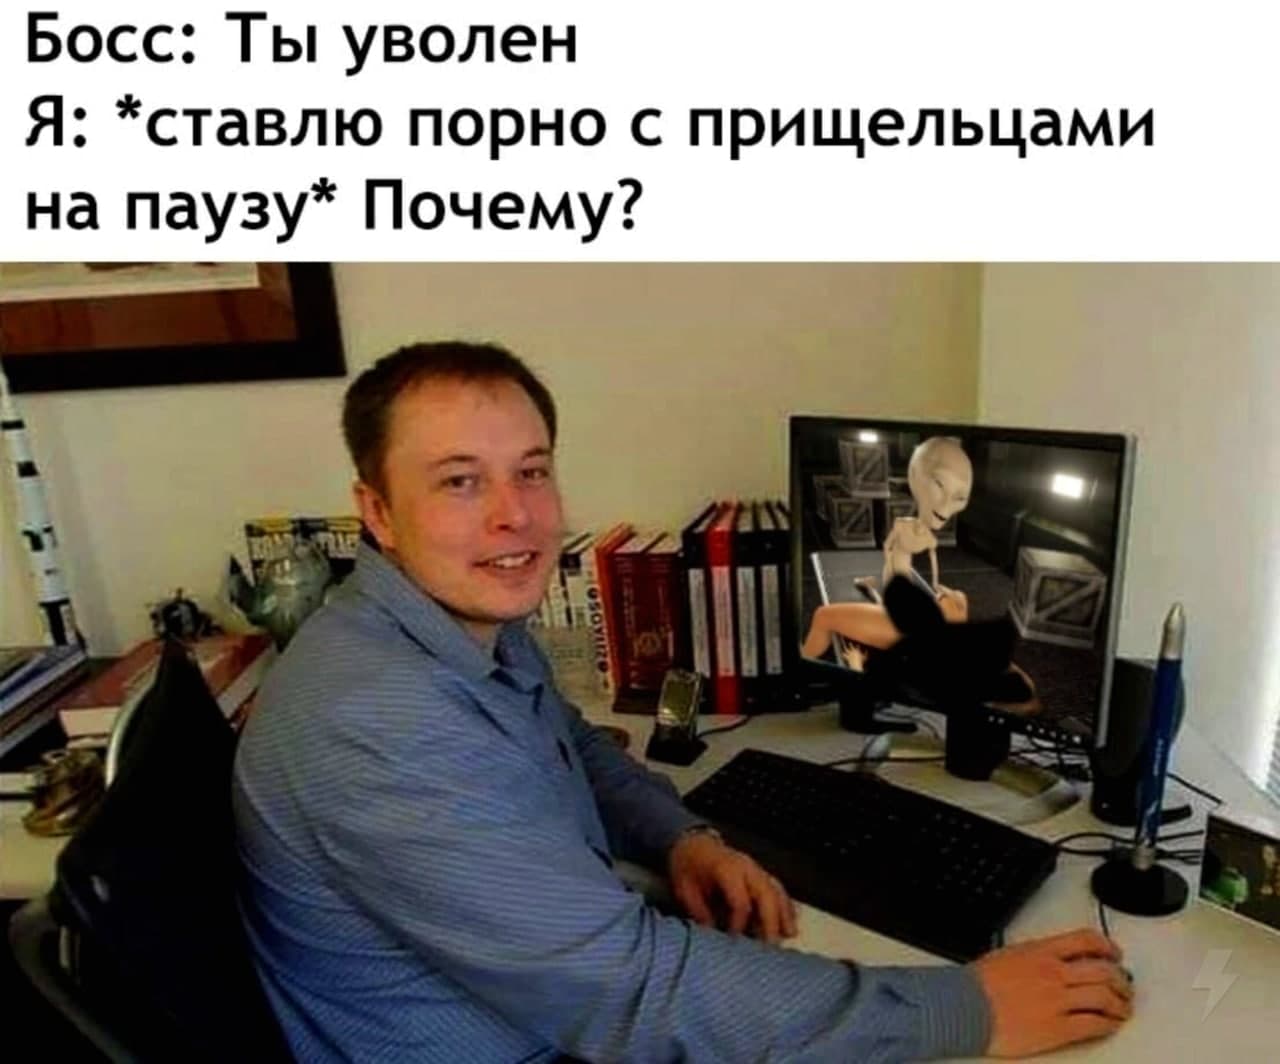 Босс: Ты уволен
Я: *ставлю порно с прищельцами
на паузу* Почему?